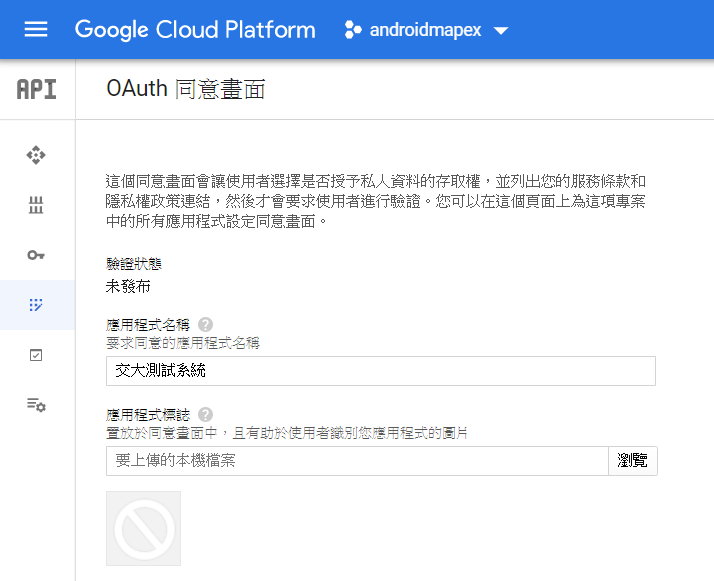 Google Cloud Platform androidmapex
API OAuth 同意畫面
這個同意畫面會讓使用者選擇是否授予私人資料的存取權，並列出您的服務條款和
隱私權政策連結，然後才會要求使用者進行驗證。您可以在這個頁面上為這項專案
中的所有應用程式設定同意畫面。
驗證狀態
未發布
應用程式名稱 ?
要求同意的應用程式名稱
交大測試系統
應用程式標誌 ?
置放於同意畫面中，且有助於使用者識別您應用程式的圖片
要上傳的本機檔案 瀏覽